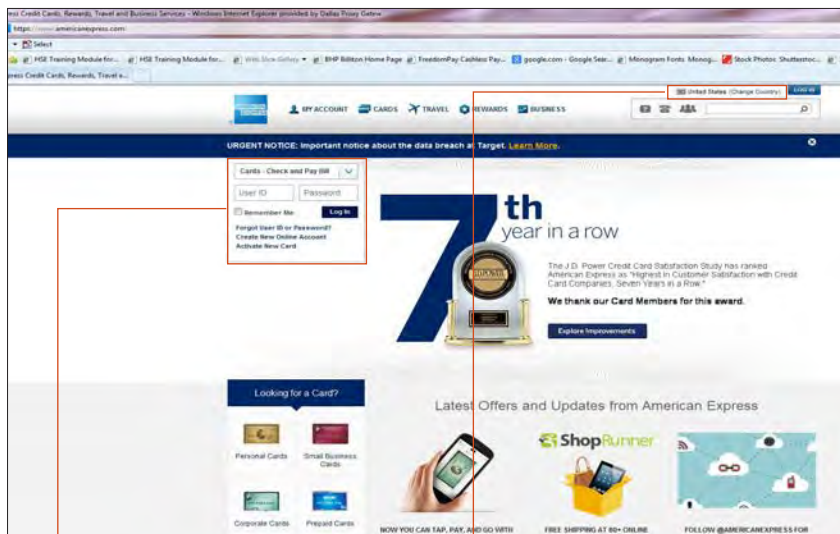 ress Credit Cards, Rewards, Travel and Business Services - Windows Internet Explorer provided by Dallas Proxy Gatew
https://www.americanexpress.com/
Select
HSE Training Module for... HSE Training Module for... Web Slice Gallery BHP Billiton Home Page FreedomPay Cashless Pay... google.com - Google Sear... Monogram Fonts Monog... Stock Photos Shutterstoc...
press Credit Cards, Rewards, Travel a...
United States (Change Country) LOG IN
MY ACCOUNT CARDS TRAVEL REWARDS BUSINESS
URGENT NOTICE: Important notice about the data breach at Target. Learn More.
Cards - Check and Pay Bill
User ID Password
Remember Me Log In
Forgot User ID or Password?
Create New Online Account
Activate New Card
7th
year in a row
The J.D. Power Credit Card Satisfaction Study has ranked
American Express as "Highest in Customer Satisfaction with Credit
Card Companies, Seven Years in a Row."
We thank our Card Members for this award.
Explore Improvements
Looking for a Card?
Personal Cards Small Business
Cards
Corporate Cards Prepaid Cards
Latest Offers and Updates from American Express
ShopRunner
NOW YOU CAN TAP, PAY, AND GO WITH
FREE SHIPPING AT 80+ ONLINE
FOLLOW @AMERICANEXPRESS FOR